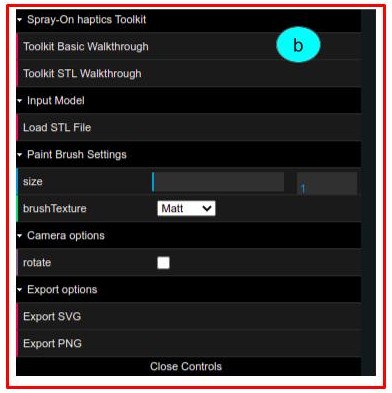 Spray-On haptics Toolkit
Toolkit Basic Walkthrough
b
Toolkit STL Walkthrough
Input Model
Load STL File
Paint Brush Settings
size 1
brushTexture Matt
Camera options
rotate
Export options
Export SVG
Export PNG
Close Controls